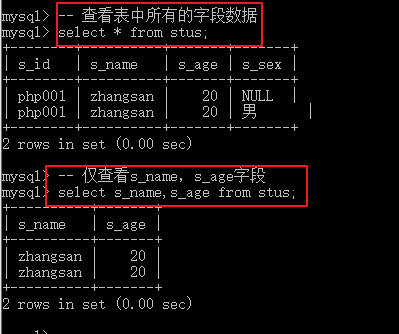 mysql> -- 查看表中所有的字段数据
mysql> select * from stus;
+--------+----------+-------+-------+
| s_id   | s_name   | s_age | s_sex |
+--------+----------+-------+-------+
| php001 | zhangsan |    20 | NULL  |
| php001 | zhangsan |    20 | 男     |
+--------+----------+-------+-------+
2 rows in set (0.00 sec)
mysql> -- 仅查看s_name, s_age字段
mysql> select s_name,s_age from stus;
+----------+-------+
| s_name   | s_age |
+----------+-------+
| zhangsan |    20 |
| zhangsan |    20 |
+----------+-------+
2 rows in set (0.00 sec)
mysql>